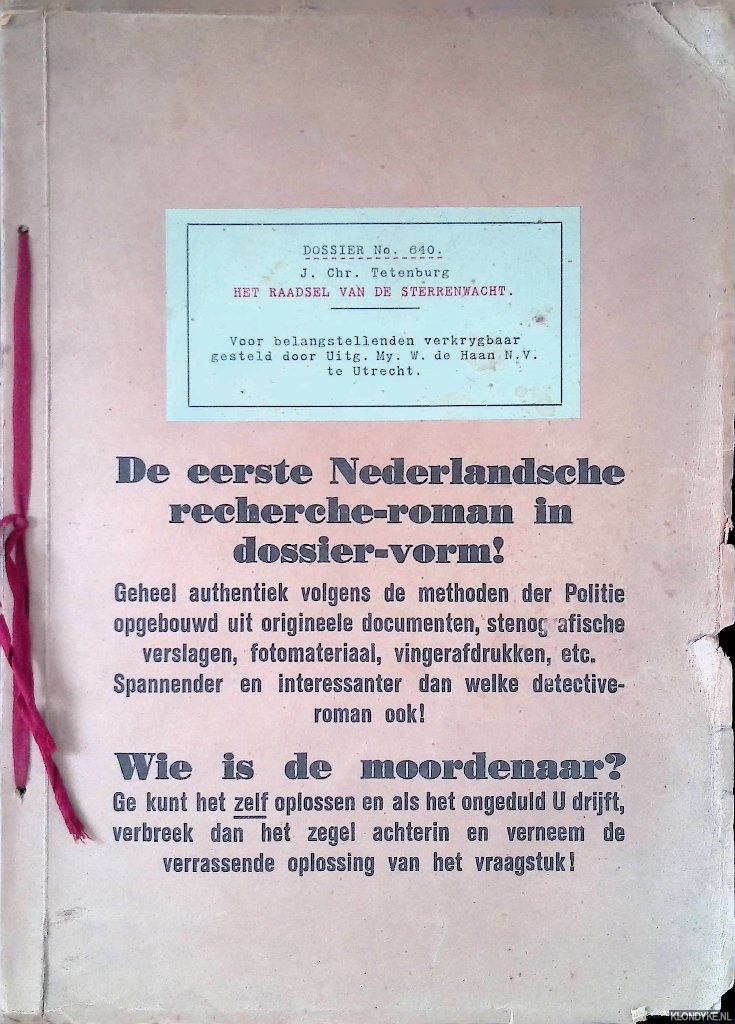 DOSSIER No. 640.
J. Chr. Tetenburg
HET RAADSEL VAN DE STERRENWACHT.
Voor belangstellenden verkrygbaar
gesteld door Uitg. My. W. de Haan N.V.
te Utrecht.
De eerste Nederlandsche
recherche-roman in
dossier-vorm!
Geheel authentiek volgens de methoden der Politie
opgebouwd uit origineele documenten, stenog afische
verslagen, fotomateriaal, vingerafdrukken, etc.
Spannender en interessanter dan welke detective-
roman ook!
Wie is de moordenaar?
Ge kunt het zelf oplossen en als het ongeduld U drijft,
verbreek dan het zegel achterin en verneem de
verrassende oplossing van het vraagstuk!
KLONDYKE.NL